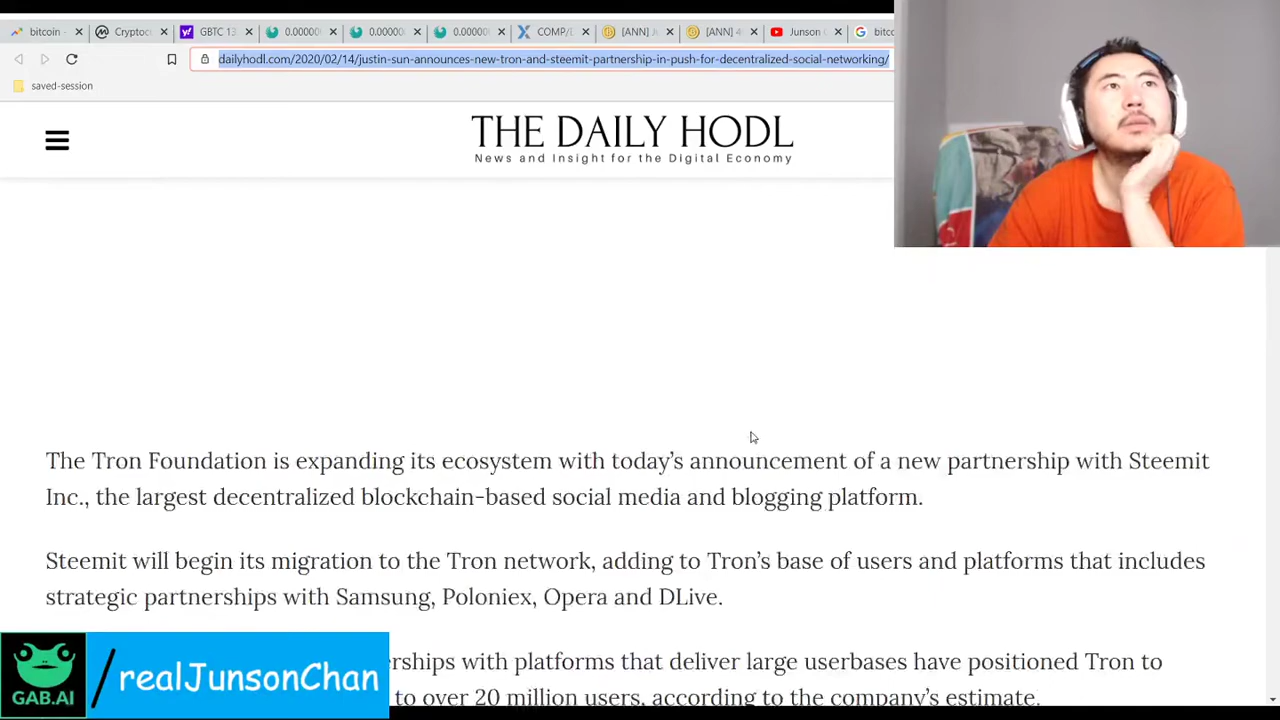 bitcoin
Cryptoc
GBTC 13
0.00000
0.00000
0.00000
COMP/E
[ANN] J
[ANN] 4
Junson
bitc
dailyhodl.com/2020/02/14/justin-sun-announces-new-tron-and-steemit-partnership-in-push-for-decentralized-social-networking/
saved-session
THE DAILY HODL
News and Insight for the Digital Economy
The Tron Foundation is expanding its ecosystem with today's announcement of a new partnership with Steemit
Inc., the largest decentralized blockchain-based social media and blogging platform.
Steemit will begin its migration to the Tron network, adding to Tron's base of users and platforms that includes
strategic partnerships with Samsung, Poloniex, Opera and DLive.
erships with platforms that deliver large userbases have positioned Tron to
to over 20 million users, according to the company's estimate.
GAB.AI
/realJunsonChan